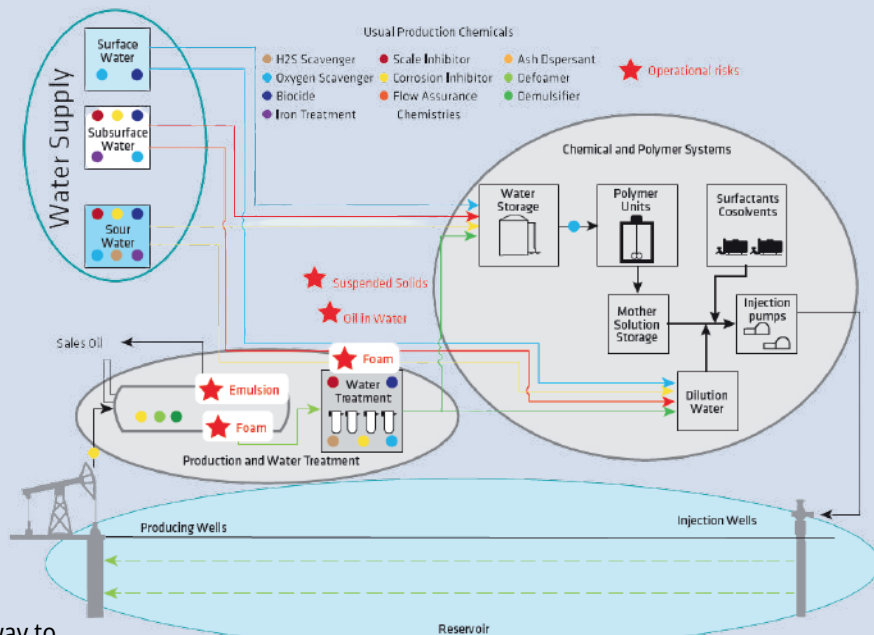 Usual Production Chemicals
H2S Scavenger
Oxygen Scavenger
Biocide
Iron Treatment
Scale Inhibitor
Corrosion Inhibitor
Flow Assurance
Chemistries
Ash Dspersant
Defoamer
Demulsifier
Operational risks
Water Supply
Surface
Water
Subsurface
Water
Sour
Water
Chemical and Polymer Systems
Water
Storage
Polymer
Units
Surfactants
Cosolvents
Mother
Solution
Storage
Injection
pumps
Dilution
Water
Suspended Solids
Oil in Water
Sales Oil
Foam
Emulsion
Foam
Water
Treatment
Production and Water Treatment
Producing Wells
Injection Wells
Reservoir
way to